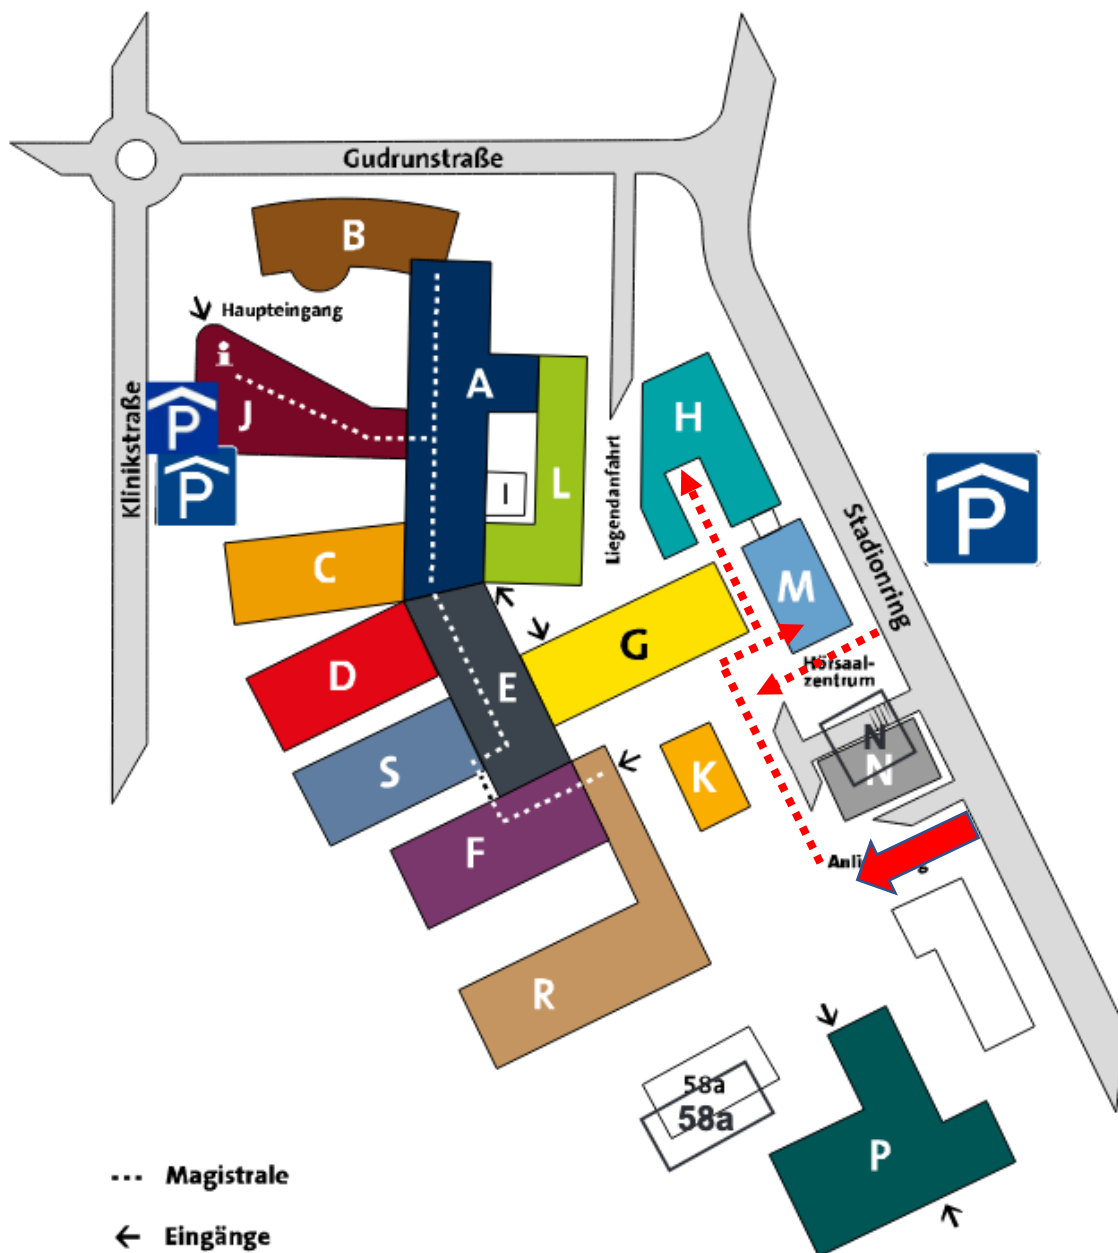 Gudrunstraße
B
Haupteingang
i
A
J
P
P
Klinikstraße
H
L
I
Liegendanfahrt
Stadionring
P
C
M
G
D
E
Hörsaal-
zentrum
S
N
N
K
F
R
58a
58a
P
Magistrale
Eingänge